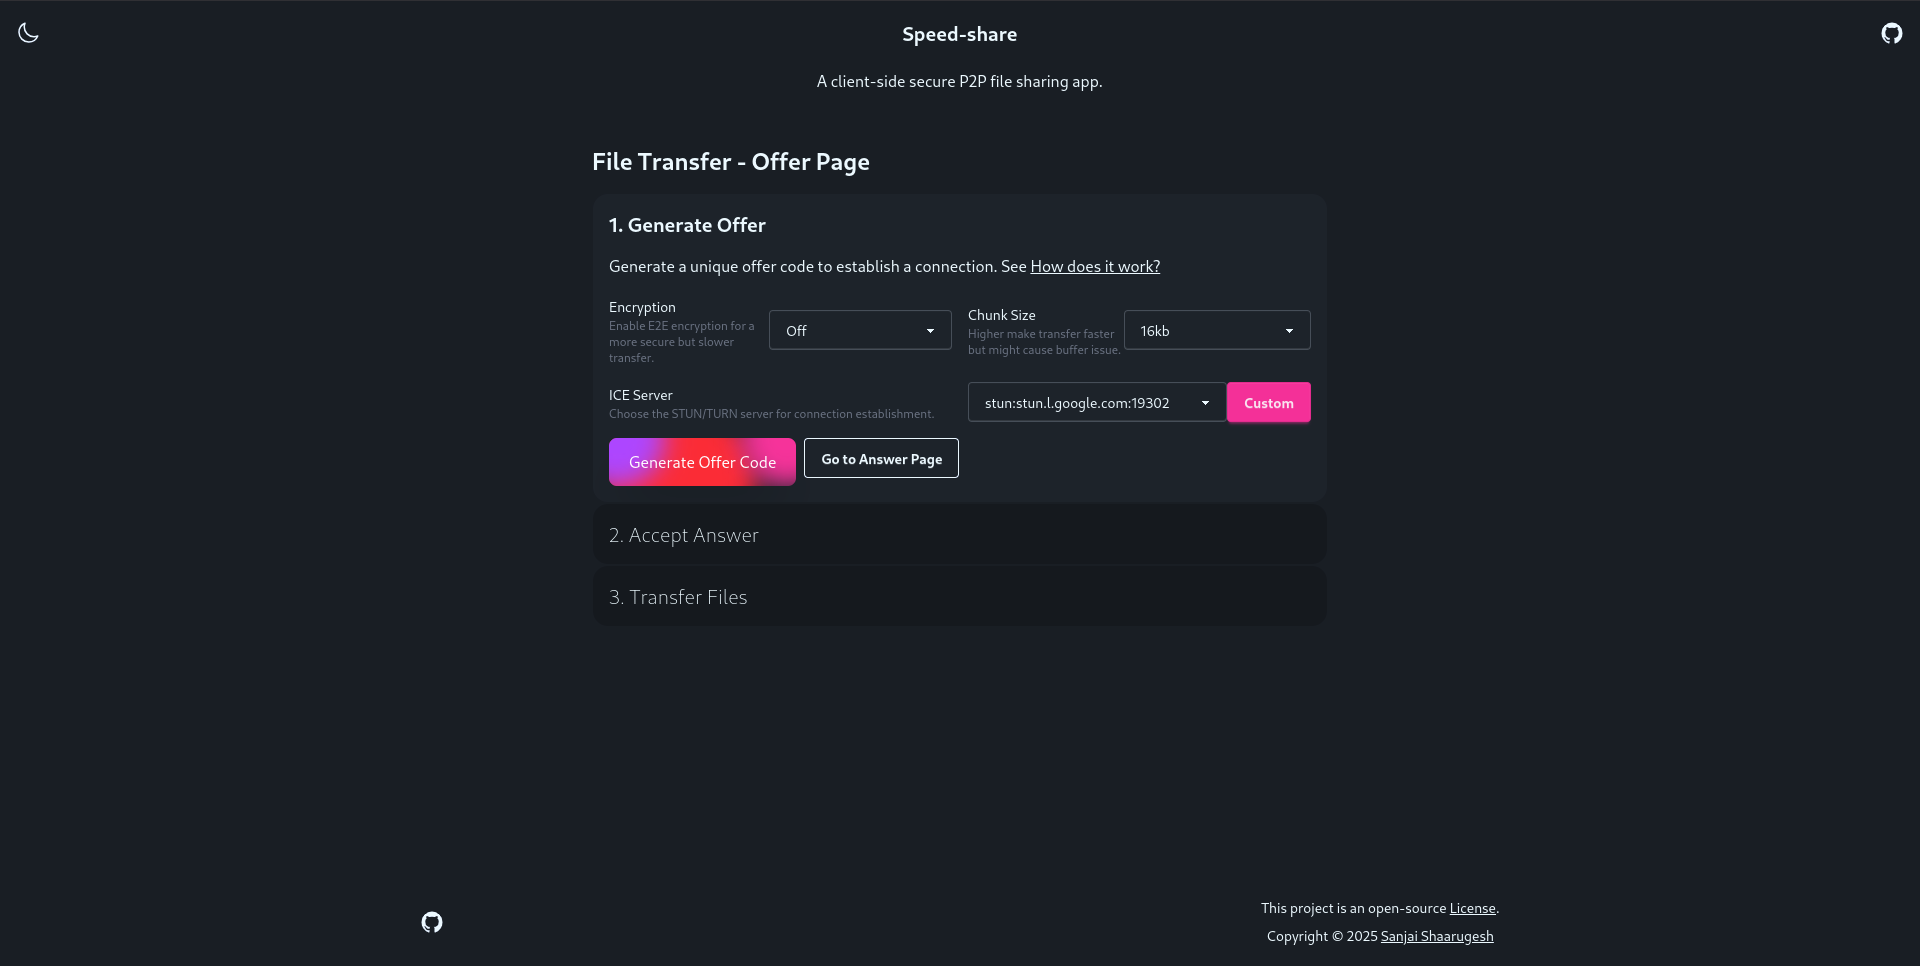 Speed-share
A client-side secure P2P file sharing app.
File Transfer - Offer Page
1. Generate Offer
Generate a unique offer code to establish a connection. See How does it work?
Encryption
Enable E2E encryption for a
more secure but slower
transfer.
Off
Chunk Size
Higher make transfer faster
but might cause buffer issue.
16kb
ICE Server
Choose the STUN/TURN server for connection establishment.
stun:stun.l.google.com:19302
Custom
Generate Offer Code
Go to Answer Page
2. Accept Answer
3. Transfer Files
This project is an open-source License.
Copyright © 2025 Sanjai Shaarugesh